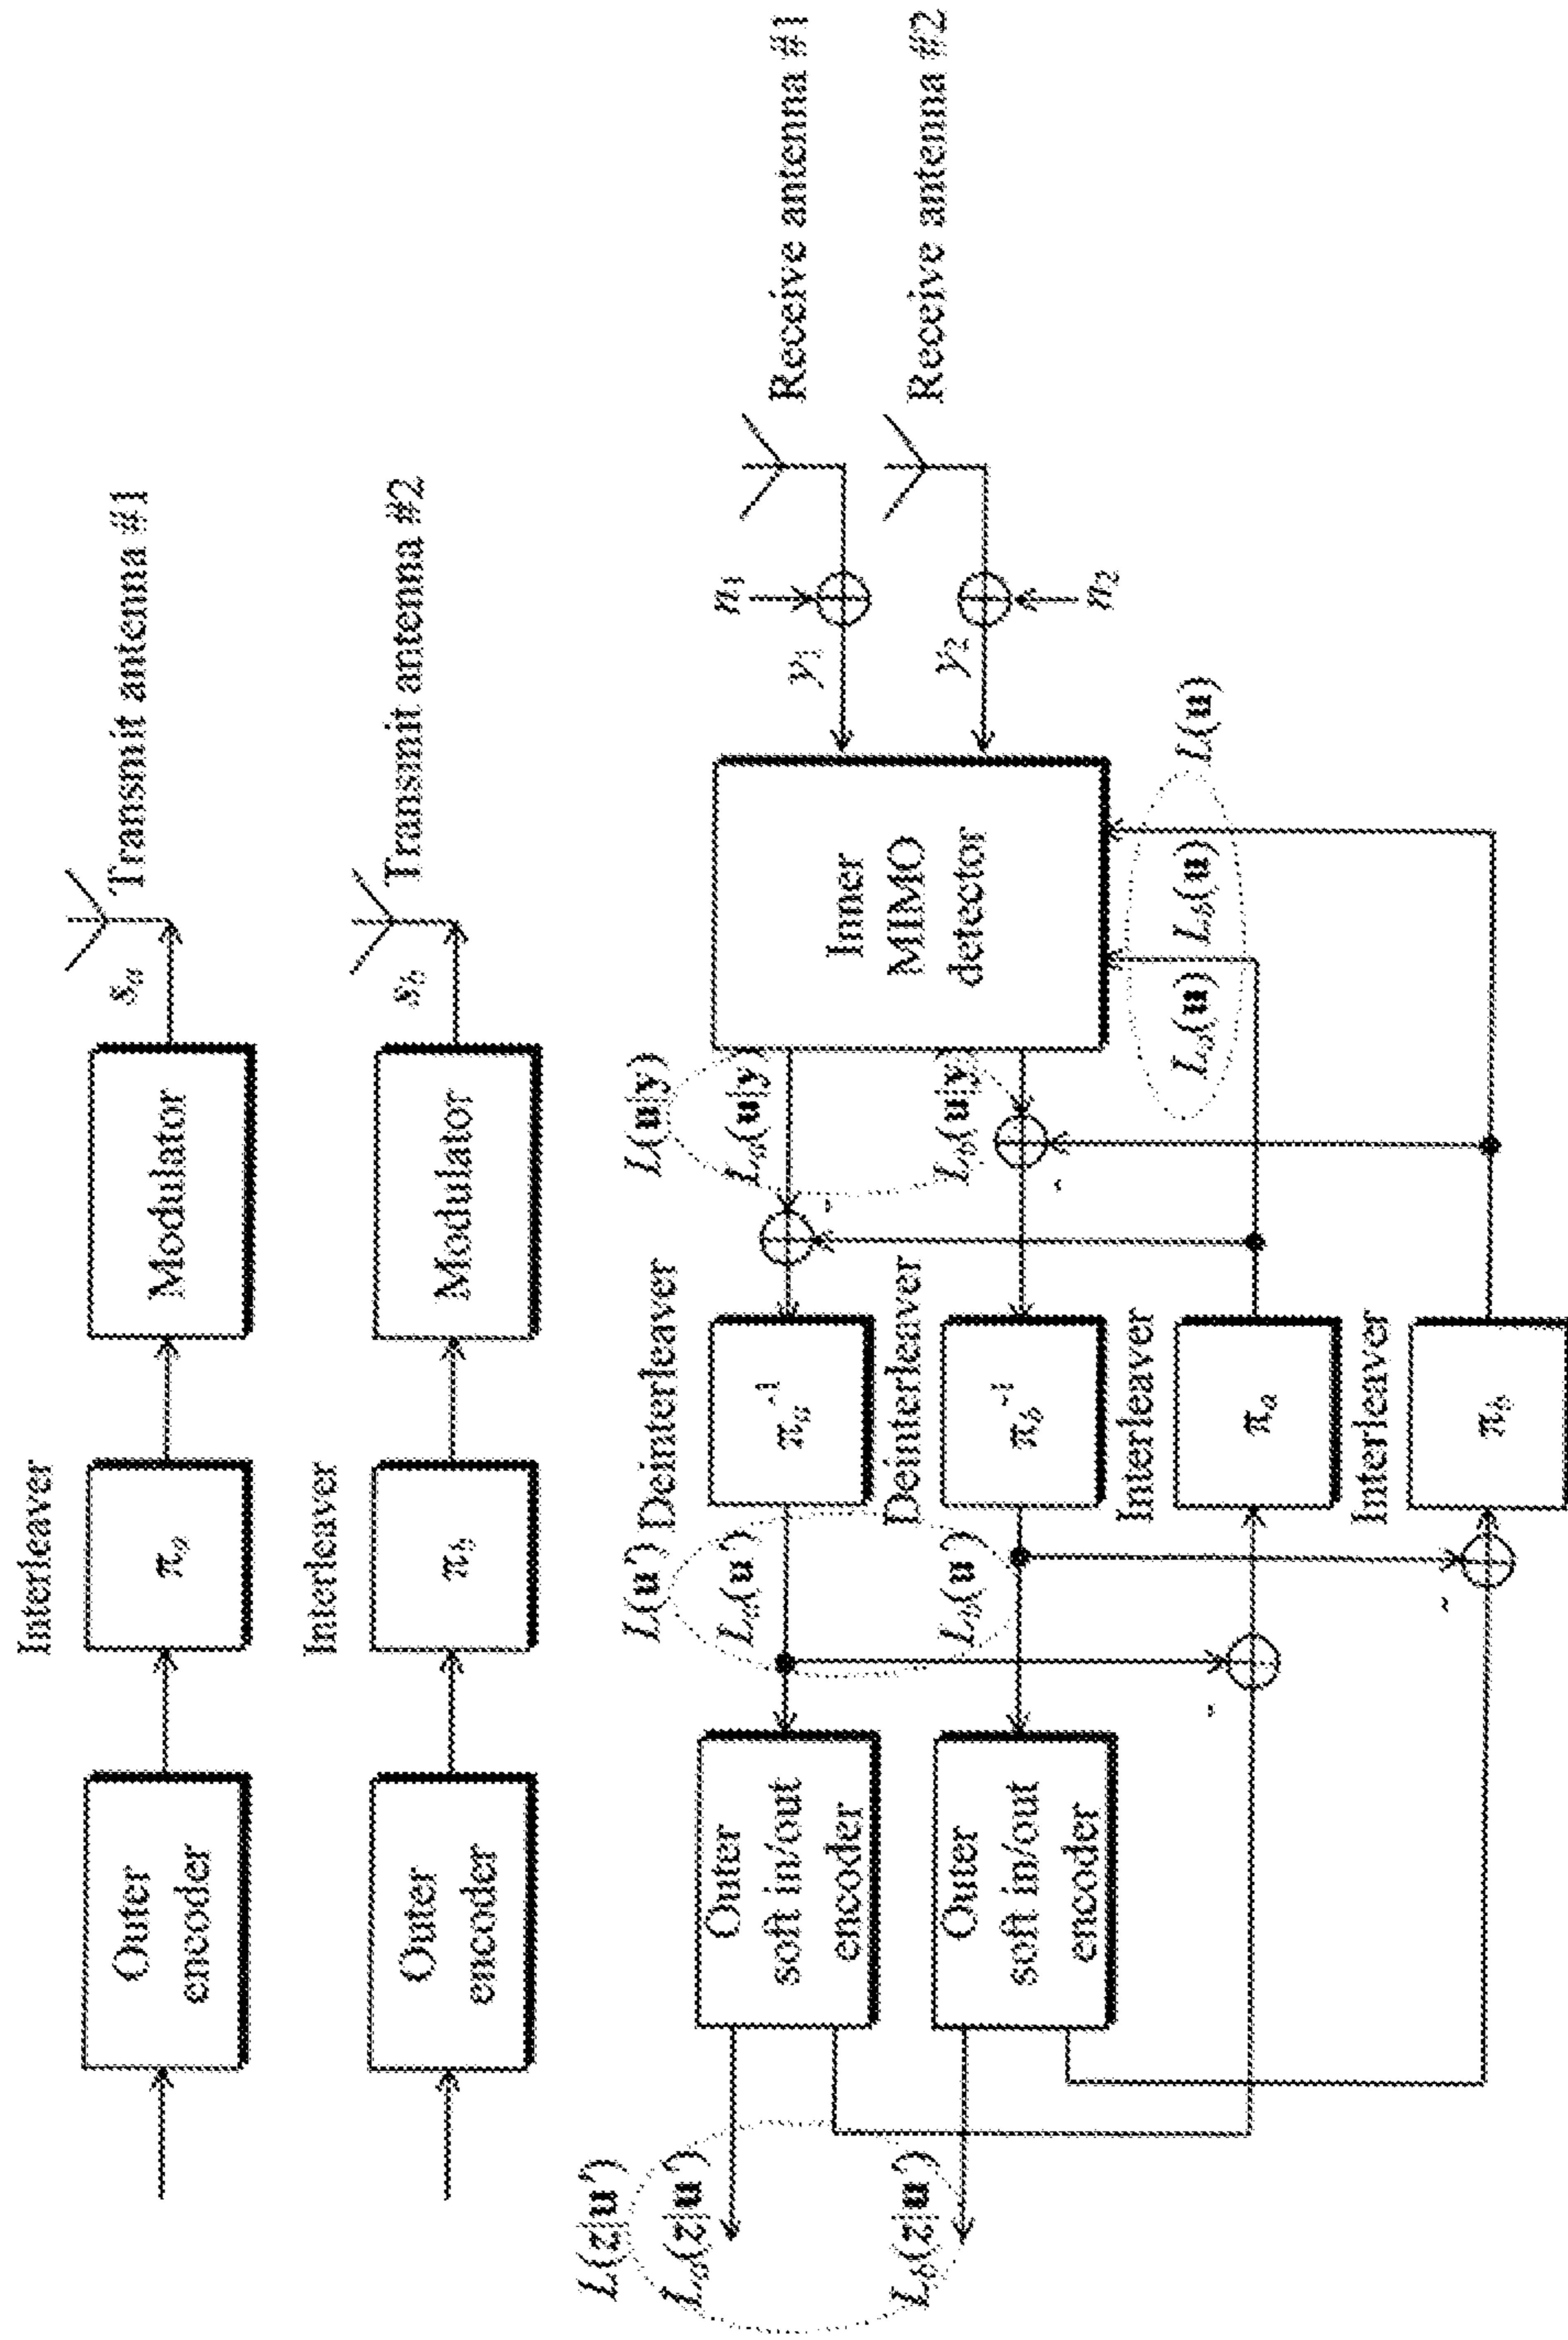 Outer
encoder
Interleaver
πa
Modulator
sa
Transmit antenna #1
Outer
encoder
Interleaver
πb
Modulator
sb
Transmit antenna #2
L(z|u')
La(z|u')
Lb(z|u')
Outer
soft in/out
encoder
Outer
soft in/out
encoder
L(u')
La(u')
Lb(u')
-
-
Deinterleaver
πa-1
Deinterleaver
πb-1
Interleaver
πa
Interleaver
πb
L(u|y)
La(u|y)
Lb(u|y)
-
-
Inner
MIMO
detector
La(u)
Lb(u)
L(u)
y1
n1
y2
n2
Receive antenna #1
Receive antenna #2